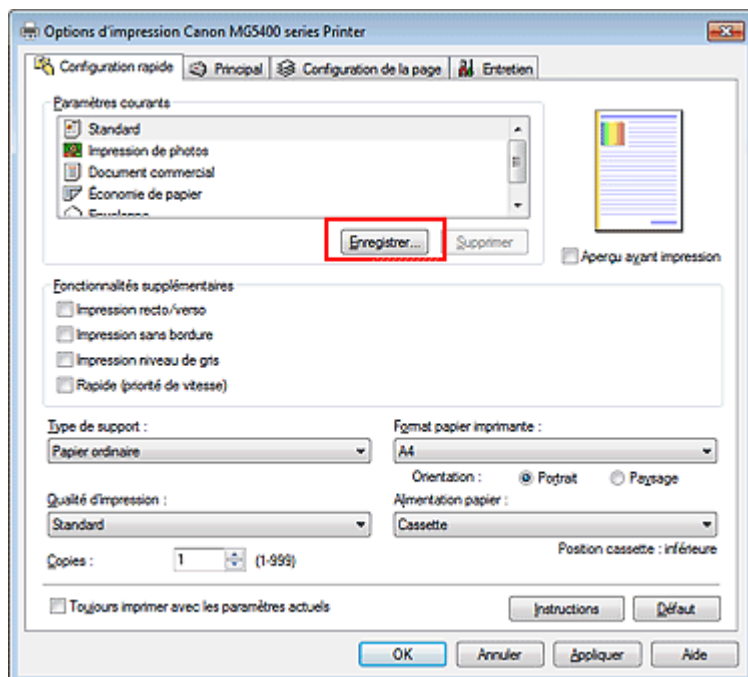 Options d'impression Canon MG5400 series Printer
Configuration rapide
Principal
Configuration de la page
Entretien
Paramètres courants
Standard
Impression de photos
Document commercial
Économie de papier
Enregistrer...
Supprimer
Aperçu avant impression
Fonctionnalités supplémentaires
Impression recto/verso
Impression sans bordure
Impression niveau de gris
Rapide (priorité de vitesse)
Type de support :
Format papier imprimante :
Papier ordinaire
A4
Orientation :
Portrait
Paysage
Qualité d'impression :
Alimentation papier :
Standard
Cassette
Position cassette : inférieure
Copies :
1
(1-999)
Toujours imprimer avec les paramètres actuels
Instructions
Défaut
OK
Annuler
Appliquer
Aide